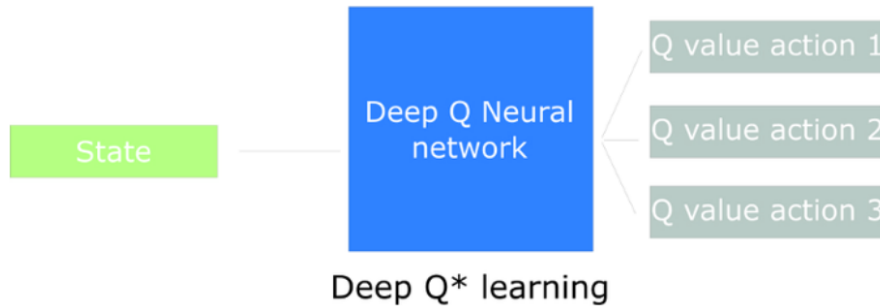 State
Deep Q Neural
network
Q value action 1
Q value action 2
Q value action 3
Deep Q* learning